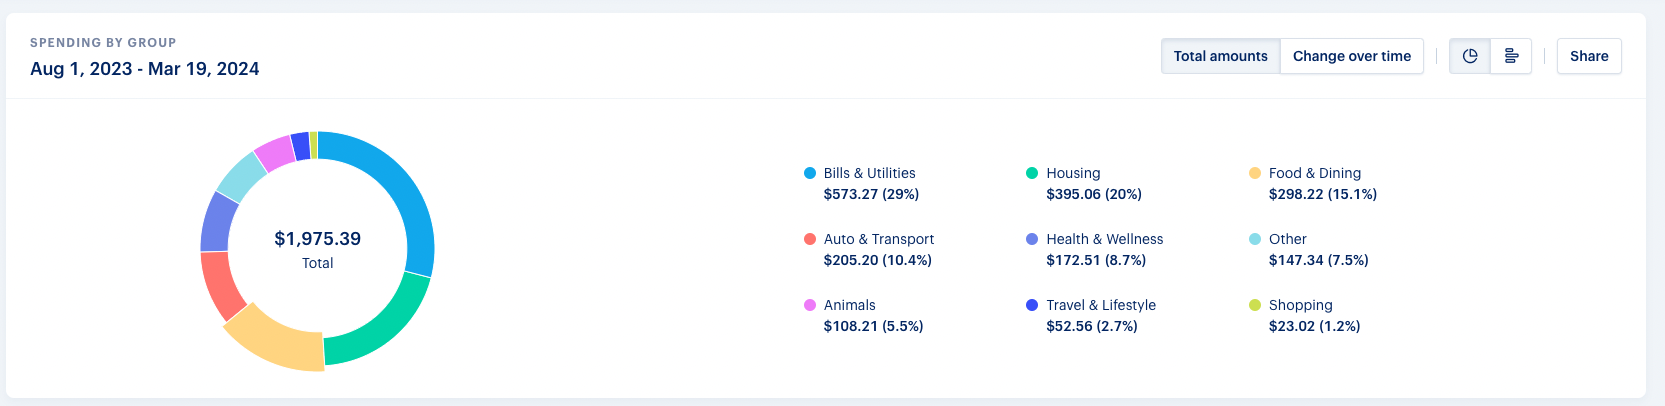 SPENDING BY GROUP
Aug 1, 2023 - Mar 19, 2024
Total amounts
Change over time
Share
$1,975.39
Total
Bills & Utilities
$573.27 (29%)
Housing
$395.06 (20%)
Food & Dining
$298.22 (15.1%)
Auto & Transport
$205.20 (10.4%)
Health & Wellness
$172.51 (8.7%)
Other
$147.34 (7.5%)
Animals
$108.21 (5.5%)
Travel & Lifestyle
$52.56 (2.7%)
Shopping
$23.02 (1.2%)